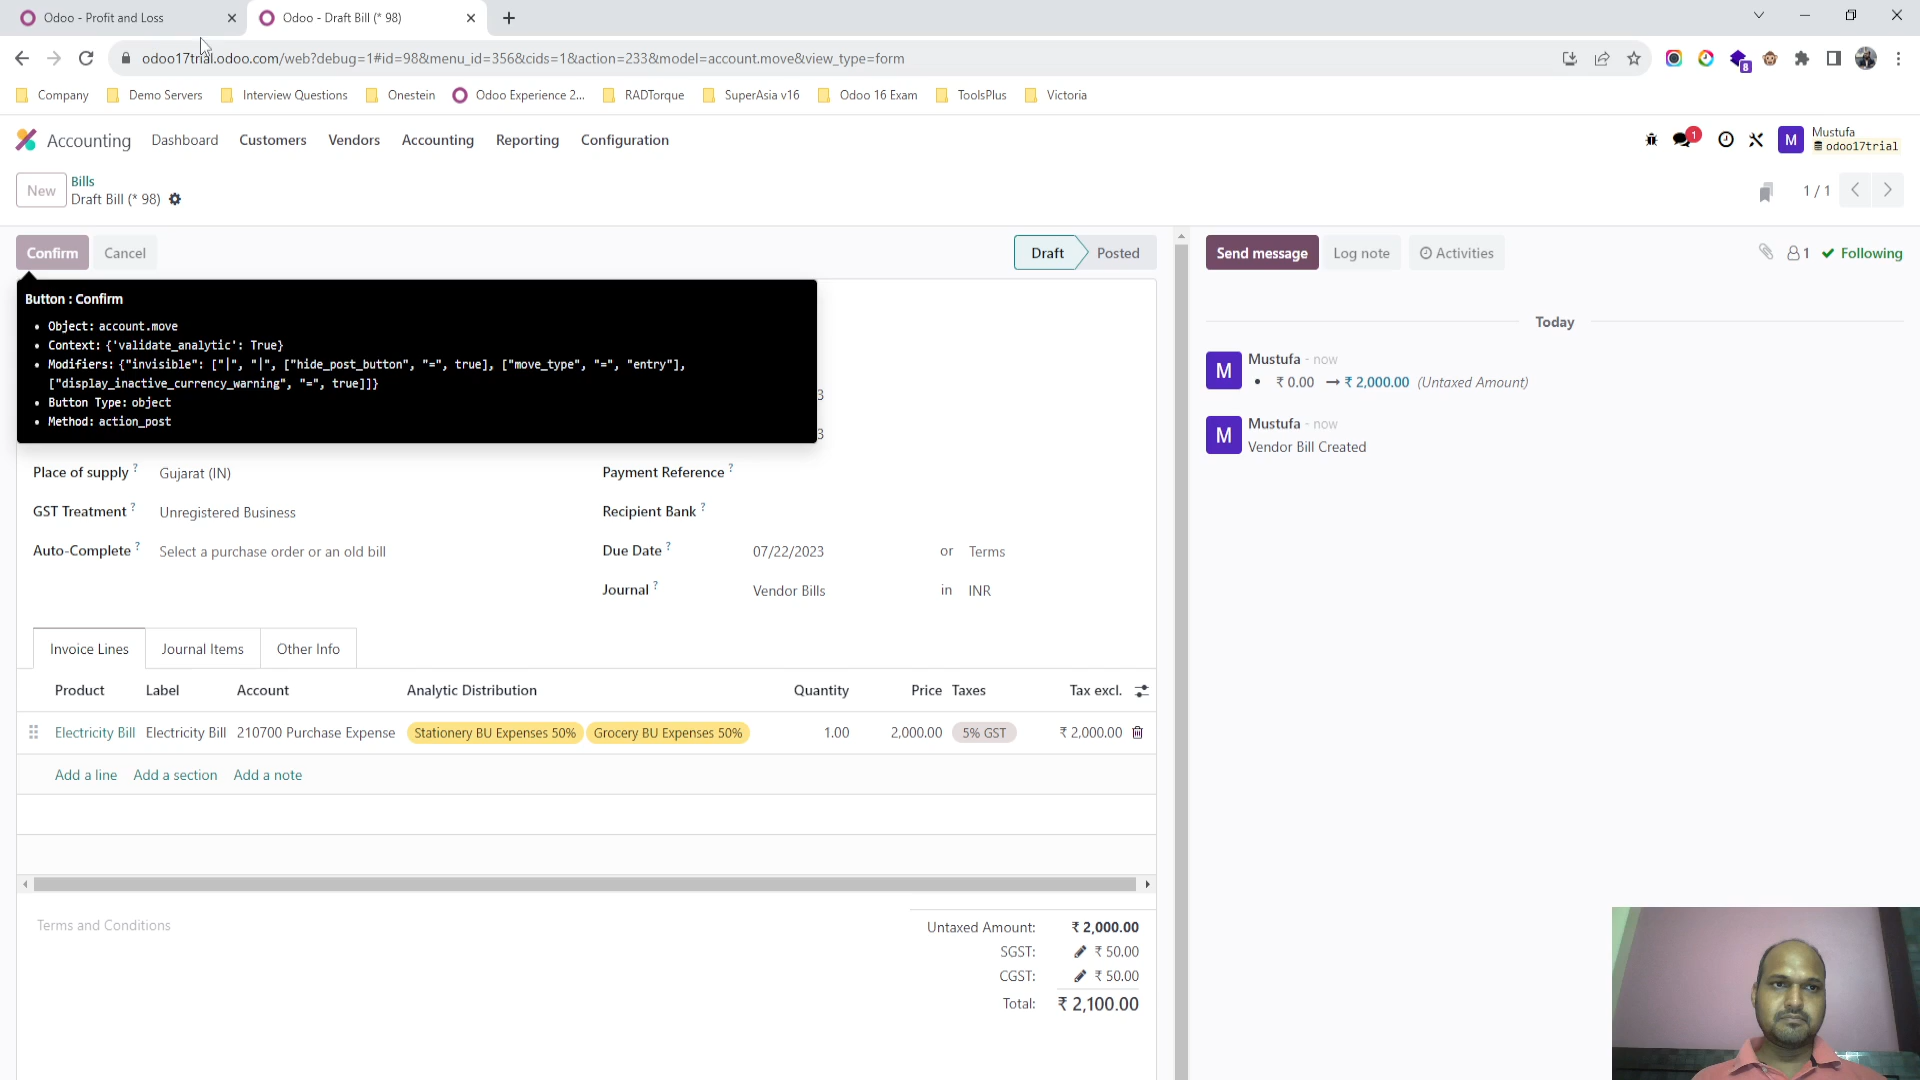 Odoo - Profit and Loss
Odoo - Draft Bill (* 98)
odoo17trial.odoo.com/web?debug=1#id=98&menu_id=356&cids=1&action=233&model=account.move&view_type=form
8
Company
Demo Servers
Interview Questions
Onestein
Odoo Experience 2...
RADTorque
SuperAsia v16
Odoo 16 Exam
ToolsPlus
Victoria
Accounting
Dashboard
Customers
Vendors
Accounting
Reporting
Configuration
1
M
Mustufa
odoo17trial
New
Bills
Draft Bill (* 98)
1 / 1
Confirm
Cancel
Draft
Posted
Send message
Log note
Activities
1
Following
Button : Confirm
Object: account.move
Context: {'validate_analytic': True}
Modifiers: {"invisible": ["|", "|", ["hide_post_button", "=", true], ["move_type", "=", "entry"],
["display_inactive_currency_warning", "=", true]]}
Button Type: object
Method: action_post
3
3
Place of supply ?
Gujarat (IN)
GST Treatment ?
Unregistered Business
Auto-Complete ?
Select a purchase order or an old bill
Payment Reference ?
Recipient Bank ?
Due Date ?
07/22/2023
or
Terms
Journal ?
Vendor Bills
in
INR
Invoice Lines
Journal Items
Other Info
Product
Label
Account
Analytic Distribution
Quantity
Price
Taxes
Tax excl.
Electricity Bill
Electricity Bill
210700 Purchase Expense
Stationery BU Expenses 50%
Grocery BU Expenses 50%
1.00
2,000.00
5% GST
₹ 2,000.00
Add a line
Add a section
Add a note
Terms and Conditions
Untaxed Amount:
₹ 2,000.00
SGST:
₹ 50.00
CGST:
₹ 50.00
Total:
₹ 2,100.00
Today
M
Mustufa - now
₹ 0.00 → ₹ 2,000.00 (Untaxed Amount)
M
Mustufa - now
Vendor Bill Created